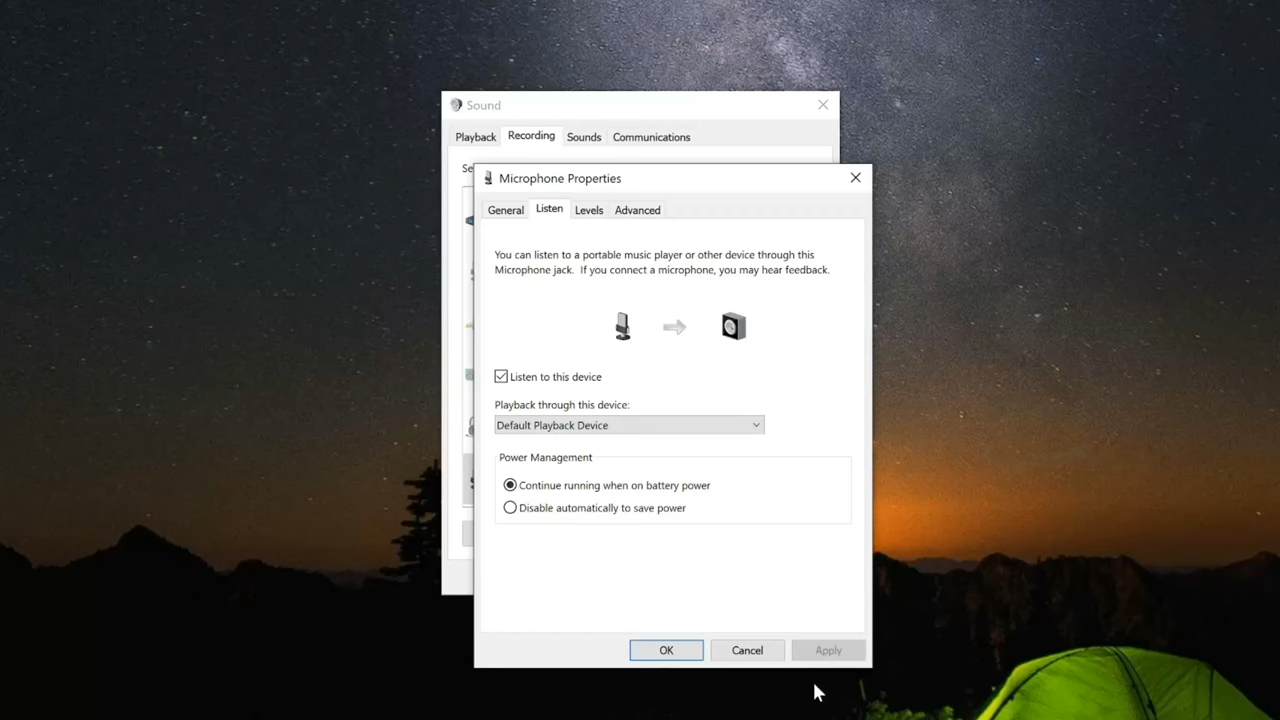 Sound
Playback Recording Sounds Communications
Se
Microphone Properties
General Listen Levels Advanced
You can listen to a portable music player or other device through this
Microphone jack. If you connect a microphone, you may hear feedback.
Listen to this device
Playback through this device:
Default Playback Device
Power Management
Continue running when on battery power
Disable automatically to save power
OK Cancel Apply